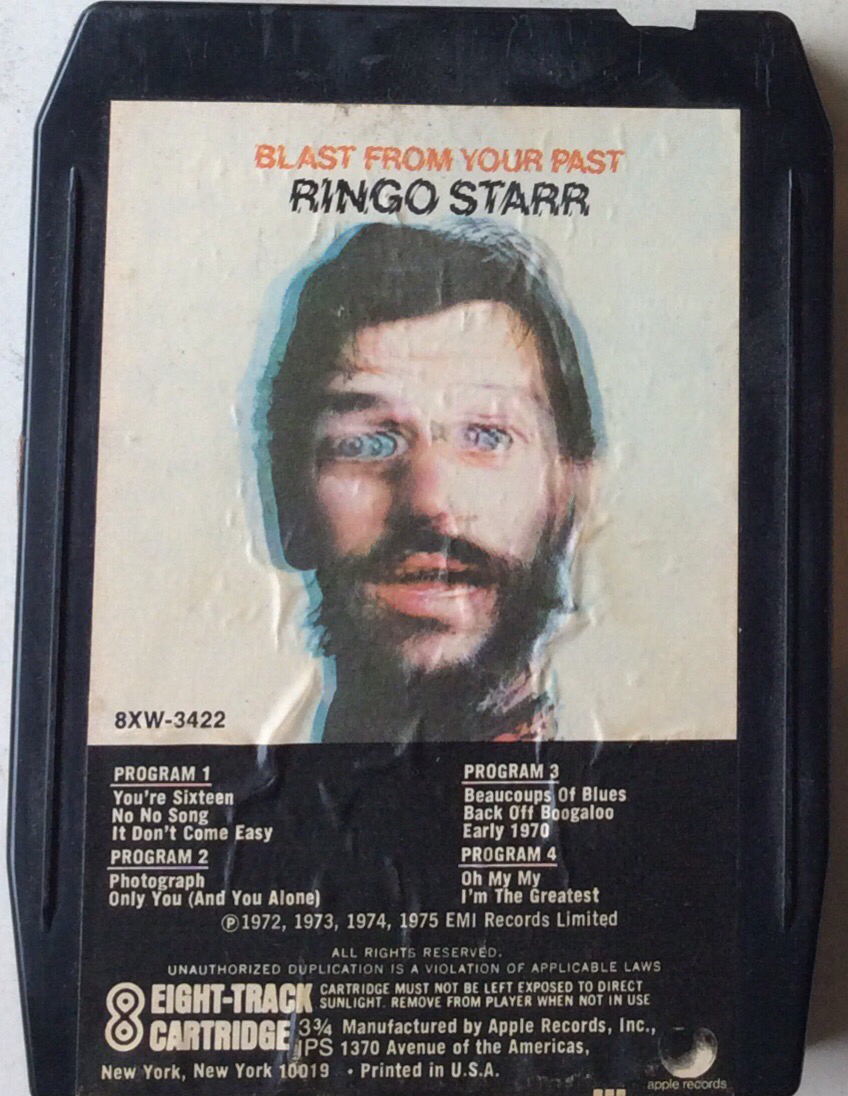 BLAST FROM YOUR PAST
RINGO STARR
8XW-3422
PROGRAM 1
You're Sixteen
No No Song
It Don't Come Easy
PROGRAM 2
Photograph
Only You (And You Alone)
PROGRAM 3
Beaucoups Of Blues
Back Off Boogaloo
Early 1970
PROGRAM 4
Oh My My
I'm The Greatest
Ⓟ1972, 1973, 1974, 1975 EMI Records Limited
ALL RIGHTS RESERVED.
UNAUTHORIZED DUPLICATION IS A VIOLATION OF APPLICABLE LAWS
8 EIGHT-TRACK CARTRIDGE
CARTRIDGE MUST NOT BE LEFT EXPOSED TO DIRECT
SUNLIGHT. REMOVE FROM PLAYER WHEN NOT IN USE
3¾ IPS
Manufactured by Apple Records, Inc.,
1370 Avenue of the Americas,
New York, New York 10019 • Printed in U.S.A.
apple records